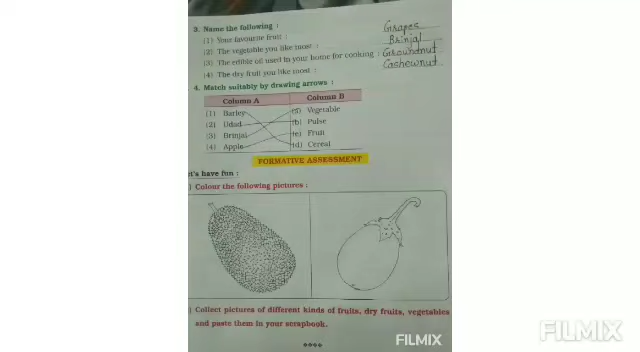 3. Name the following :
(1) Your favourite fruit : Grapes
(2) The vegetable you like most : Brinjal
(3) The edible oil used in your home for cooking : Groundnut
(4) The dry fruit you like most : Cashewnut
4. Match suitably by drawing arrows :
Column A Column B
(1) Barley (a) Vegetable
(2) Udad (b) Pulse
(3) Brinjal (c) Fruit
(4) Apple (d) Cereal
FORMATIVE ASSESSMENT
et's have fun :
) Colour the following pictures :
) Collect pictures of different kinds of fruits, dry fruits, vegetables
and paste them in your scrapbook.
FILMIX
FILMIX